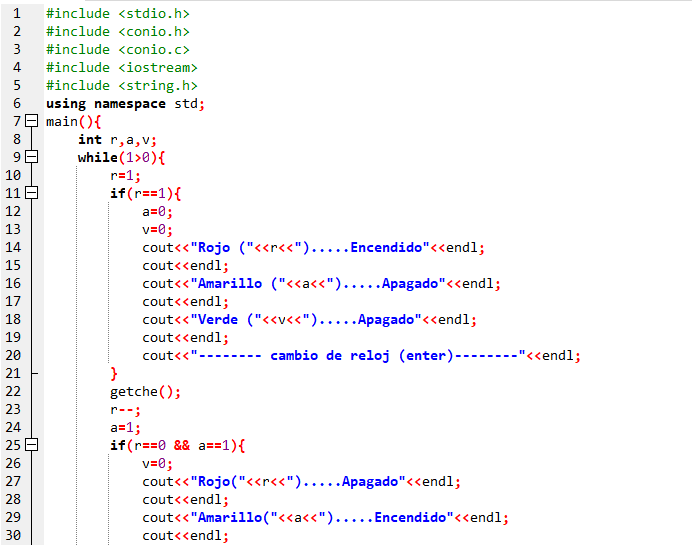 1 #include <stdio.h>
2 #include <conio.h>
3 #include <conio.c>
4 #include <iostream>
5 #include <string.h>
6 using namespace std;
7 main(){
8 int r,a,v;
9 while(1>0){
10 r=1;
11 if(r==1){
12 a=0;
13 v=0;
14 cout<<"Rojo ("<<r<<").....Encendido"<<endl;
15 cout<<endl;
16 cout<<"Amarillo ("<<a<<").....Apagado"<<endl;
17 cout<<endl;
18 cout<<"Verde ("<<v<<").....Apagado"<<endl;
19 cout<<endl;
20 cout<<"-------- cambio de reloj (enter)--------"<<endl;
21 }
22 getche();
23 r--;
24 a=1;
25 if(r==0 && a==1){
26 v=0;
27 cout<<"Rojo("<<r<<").....Apagado"<<endl;
28 cout<<endl;
29 cout<<"Amarillo("<<a<<").....Encendido"<<endl;
30 cout<<endl;